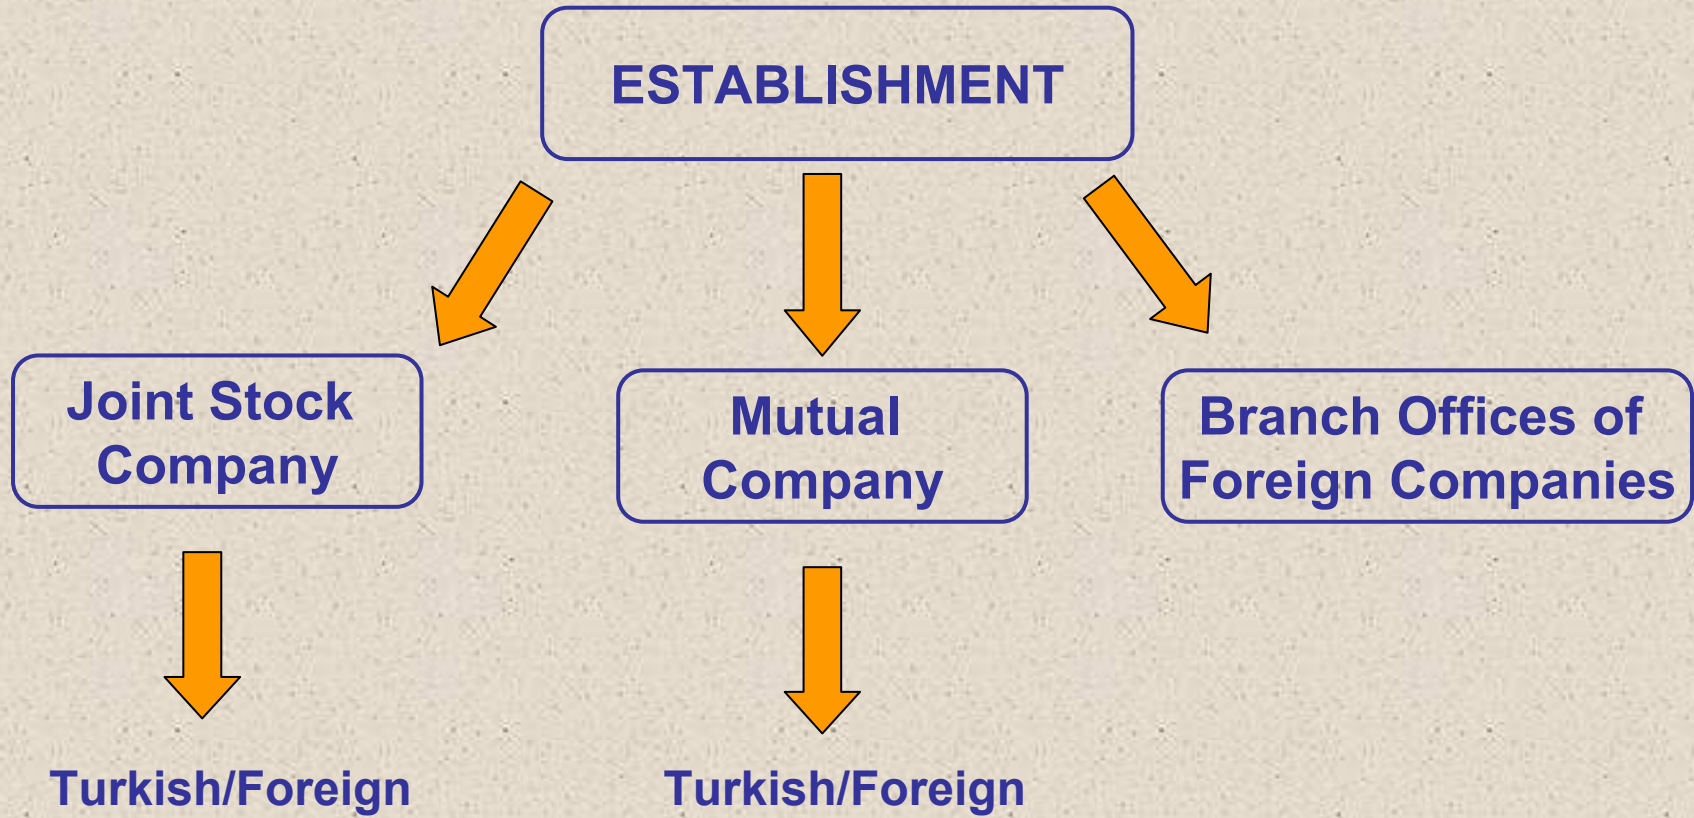 ESTABLISHMENT
Joint Stock
Company
Mutual
Company
Branch Offices of
Foreign Companies
Turkish/Foreign
Turkish/Foreign